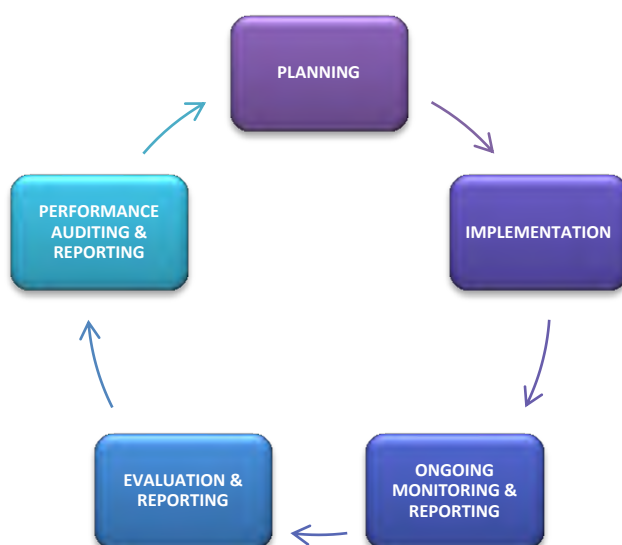 PLANNING
IMPLEMENTATION
ONGOING
MONITORING &
REPORTING
EVALUATION &
REPORTING
PERFORMANCE
AUDITING &
REPORTING